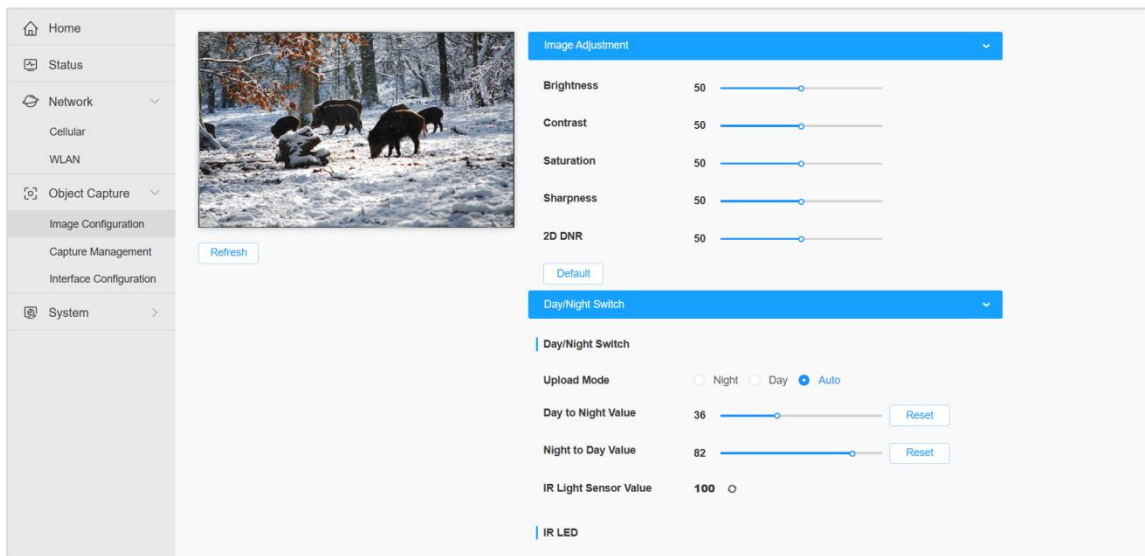 Home
Status
Network
Cellular
WLAN
Object Capture
Image Configuration
Capture Management
Interface Configuration
System
Refresh
Image Adjustment
Brightness 50
Contrast 50
Saturation 50
Sharpness 50
2D DNR 50
Default
Day/Night Switch
Day/Night Switch
Upload Mode Night Day Auto
Day to Night Value 36 Reset
Night to Day Value 82 Reset
IR Light Sensor Value 100
IR LED